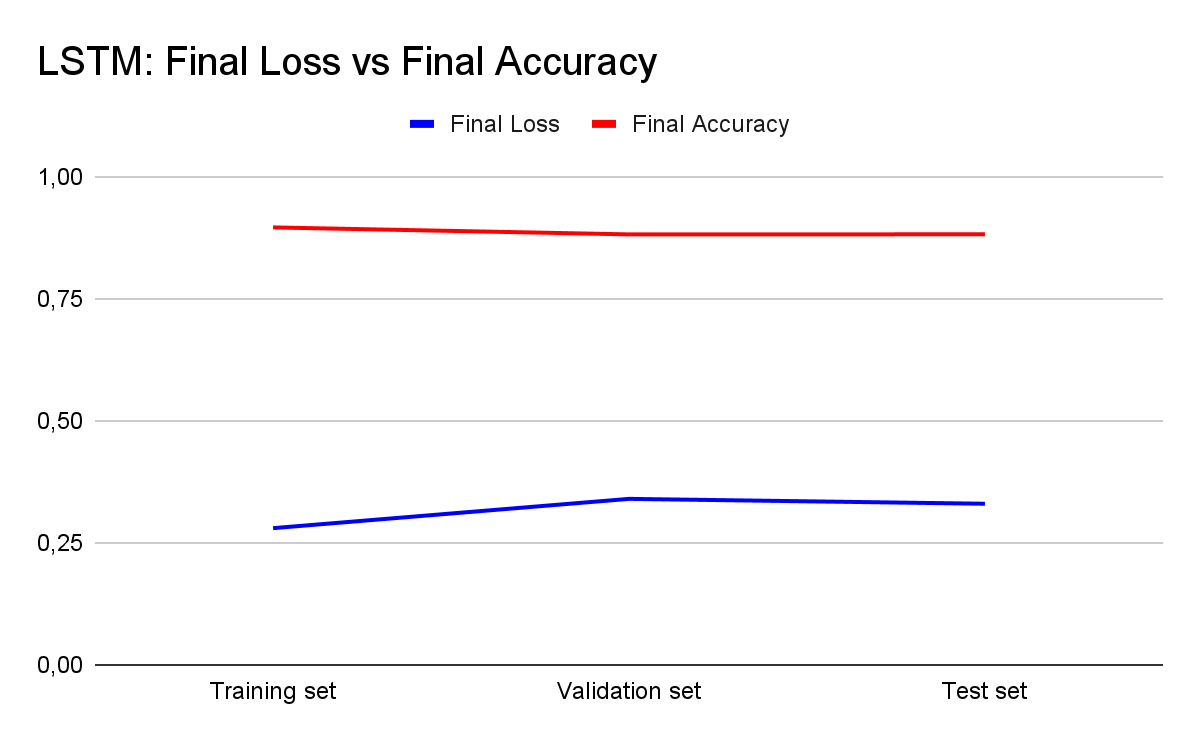 LSTM: Final Loss vs Final Accuracy
Final Loss Final Accuracy
1,00
0,75
0,50
0,25
0,00
Training set Validation set Test set